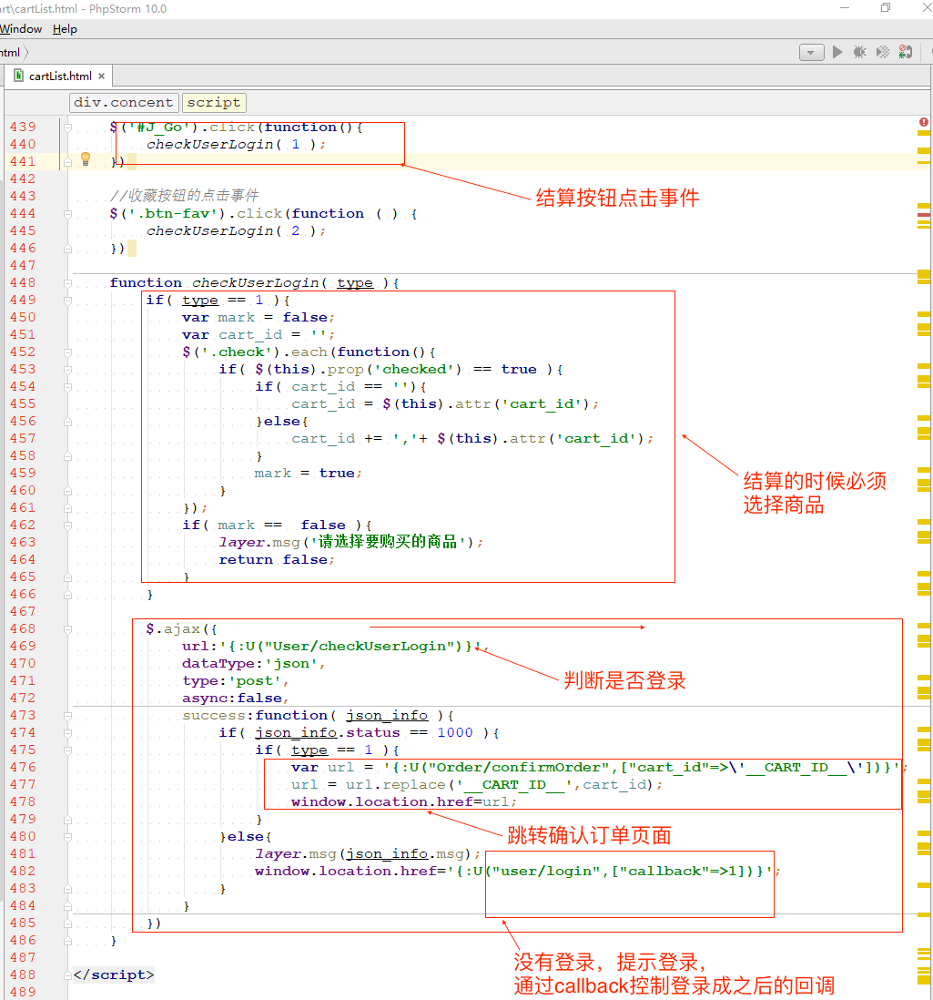 art\cartList.html - PhpStorm 10.0
Window Help
html
cartList.html
div.concent script
439 $('#J_Go').click(function(){
440 checkUserLogin( 1 );
441 })
结算按钮点击事件
442
443 //收藏按钮的点击事件
444 $('.btn-fav').click(function ( ) {
445 checkUserLogin( 2 );
446 })
447
448 function checkUserLogin( type ){
449 if( type == 1 ){
450 var mark = false;
451 var cart_id = '';
452 $('.check').each(function(){
453 if( $(this).prop('checked') == true ){
454 if( cart_id == ''){
455 cart_id = $(this).attr('cart_id');
456 }else{
457 cart_id += ','+ $(this).attr('cart_id');
458 }
459 mark = true;
460 }
结算的时候必须
选择商品
461 });
462 if( mark == false ){
463 layer.msg('请选择要购买的商品');
464 return false;
465 }
466 }
467
468 $.ajax({
469 url:'{:U("User/checkUserLogin")}',
470 dataType:'json',
471 type:'post',
判断是否登录
472 async:false,
473 success:function( json_info ){
474 if( json_info.status == 1000 ){
475 if( type == 1 ){
476 var url = '{:U("Order/confirmOrder",["cart_id"=>\'__CART_ID__\'])}';
477 url = url.replace('__CART_ID__',cart_id);
478 window.location.href=url;
479 }
480 }else{
跳转确认订单页面
481 layer.msg(json_info.msg);
482 window.location.href='{:U("user/login",["callback"=>1])}';
483 }
484 }
485 })
486 }
487
没有登录，提示登录，
通过callback控制登录成之后的回调
488 </script>
489